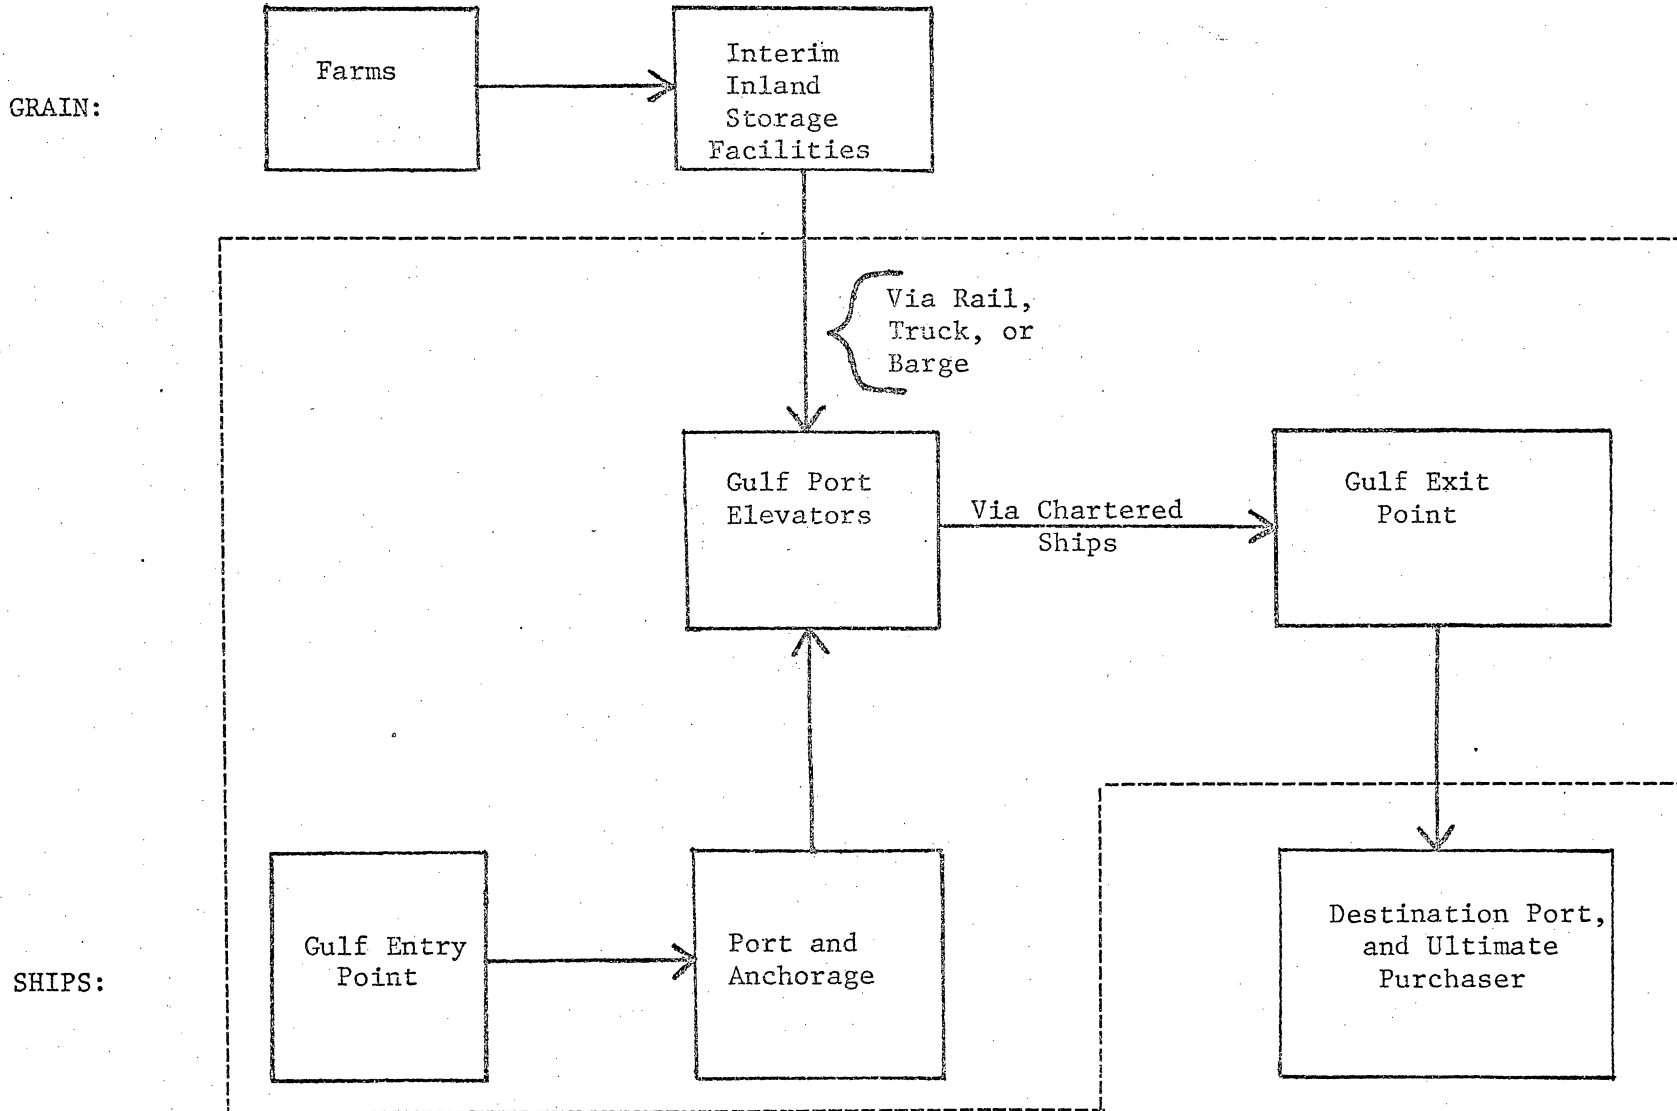 GRAIN:
Farms
Interim
Inland
Storage
Facilities
Via Rail,
Truck, or
Barge
Gulf Port
Elevators
Via Chartered
Ships
Gulf Exit
Point
SHIPS:
Gulf Entry
Point
Port and
Anchorage
Destination Port,
and Ultimate
Purchaser